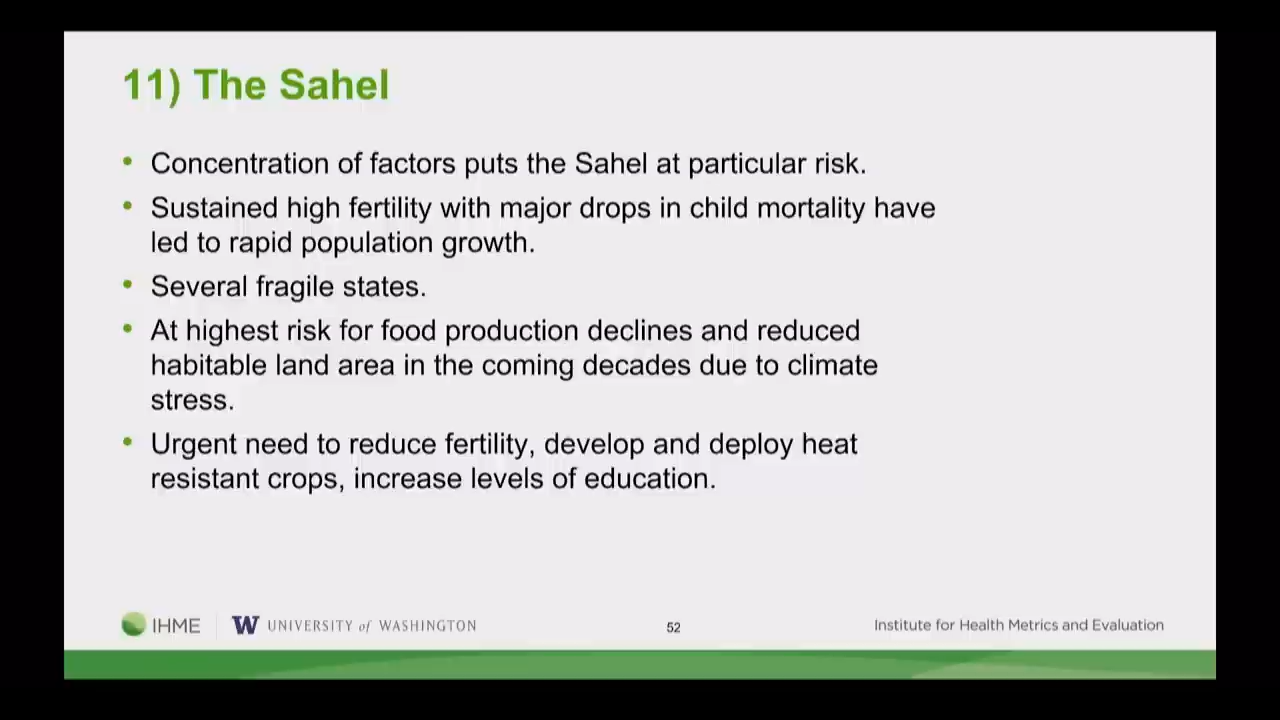 11) The Sahel
• Concentration of factors puts the Sahel at particular risk.
• Sustained high fertility with major drops in child mortality have
led to rapid population growth.
• Several fragile states.
• At highest risk for food production declines and reduced
habitable land area in the coming decades due to climate
stress.
• Urgent need to reduce fertility, develop and deploy heat
resistant crops, increase levels of education.
IHME W UNIVERSITY of WASHINGTON 52 Institute for Health Metrics and Evaluation